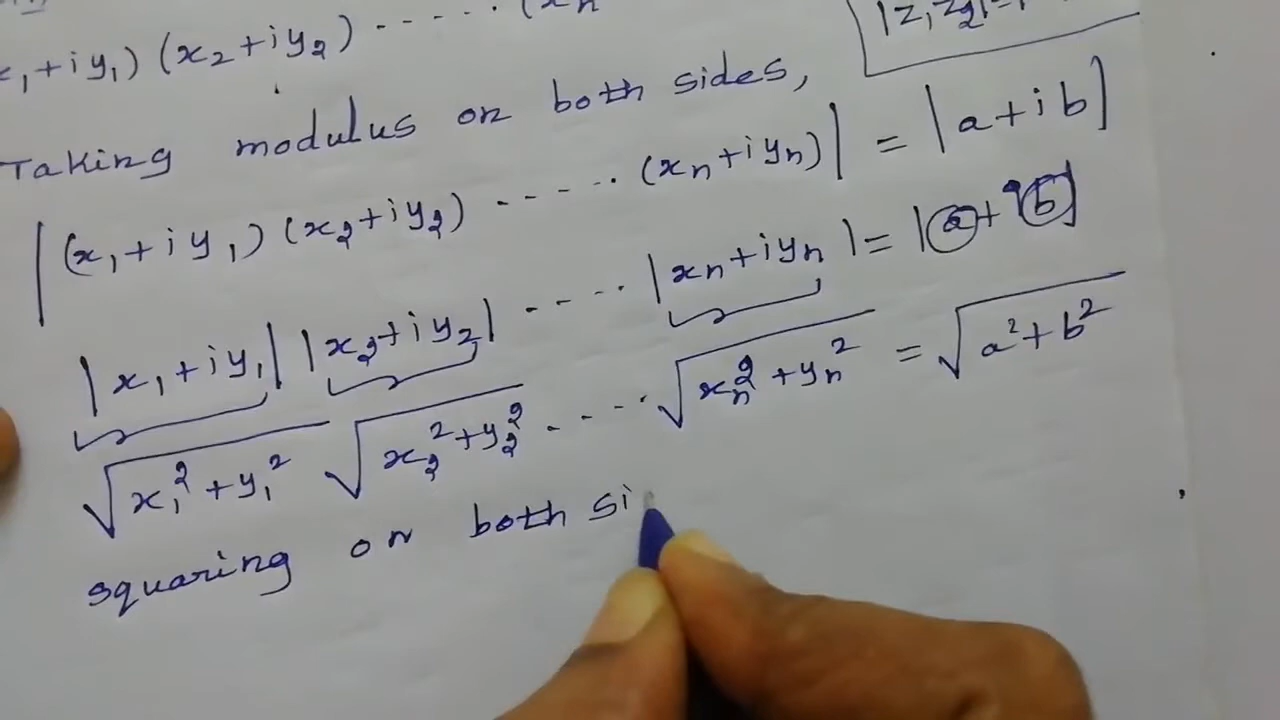 x₁+iy₁) (x₂+iy₂) ...... (xₙ
|z₁z₂|=
Taking modulus on both sides,
|(x₁+iy₁)(x₂+iy₂) ...... (xₙ+iyₙ)| = |a+ib|
|x₁+iy₁| |x₂+iy₂| ..... |xₙ+iyₙ| = |a+ib|
√(x₁²+y₁²) √(x₂²+y₂²) ..... √(xₙ²+yₙ²) = √(a²+b²)
squaring on both si